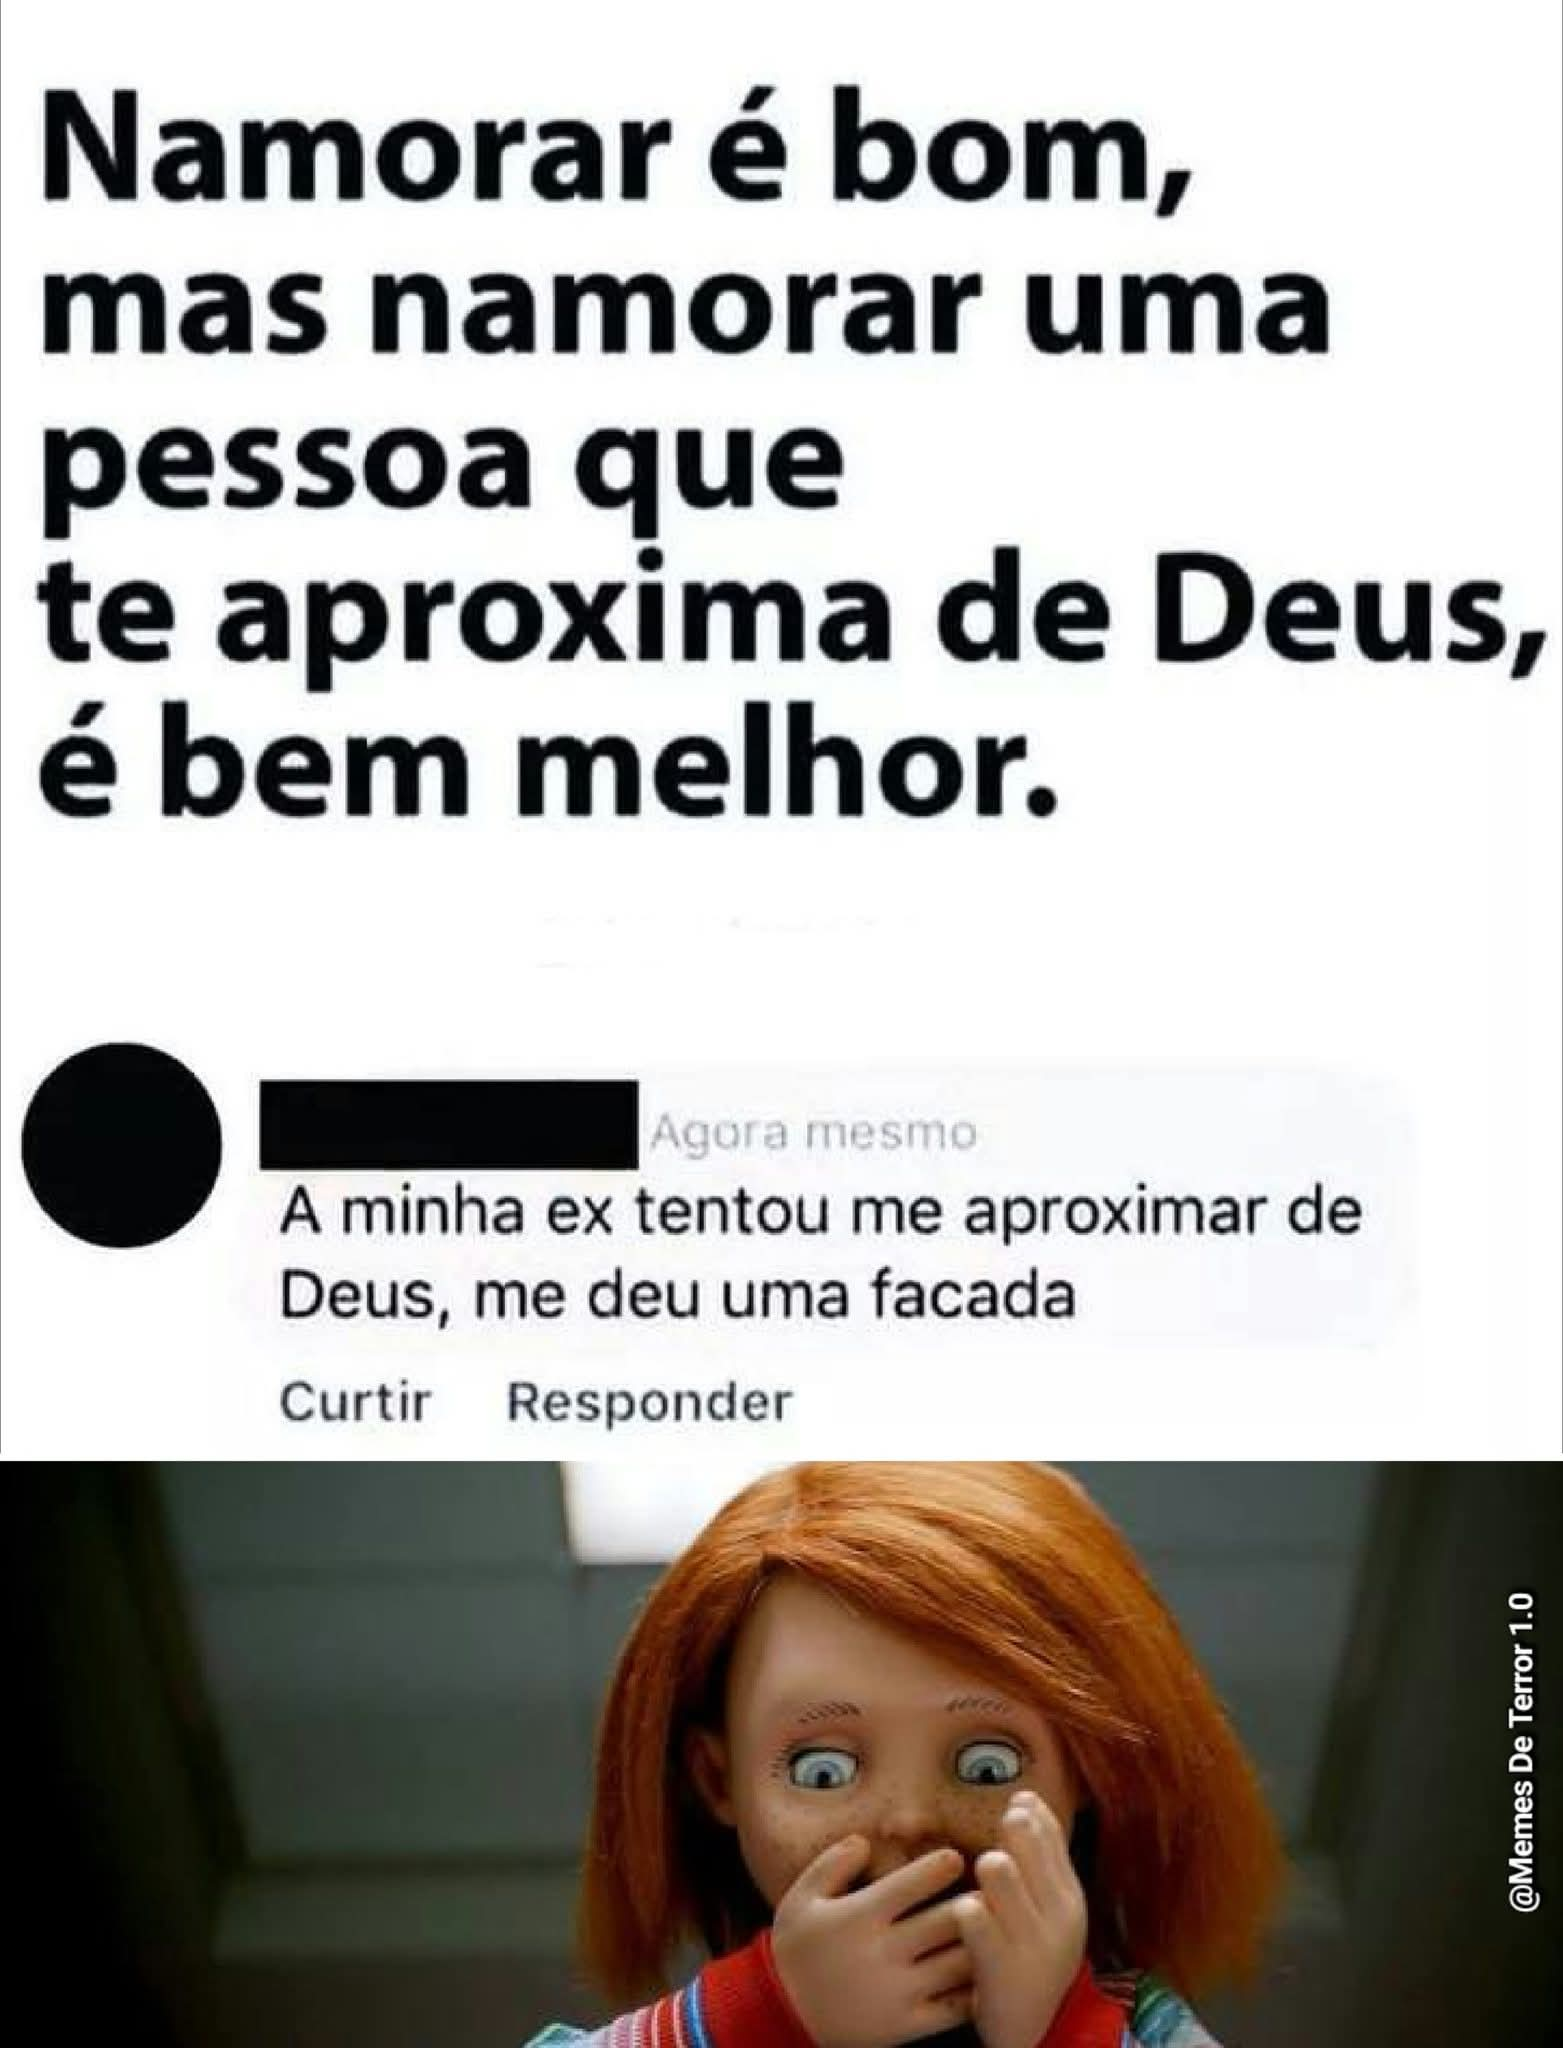 Namorar é bom,
mas namorar uma
pessoa que
te aproxima de Deus,
é bem melhor.
Agora mesmo
A minha ex tentou me aproximar de
Deus, me deu uma facada
Curtir Responder
@Memes De Terror 1.0